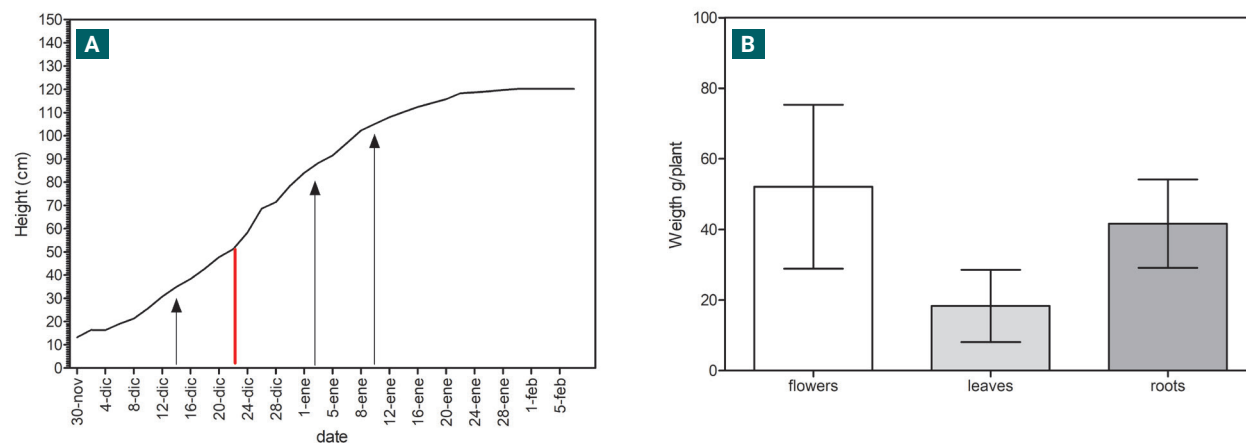 A
150
140
130
120
110
100
90
80
70
60
50
40
30
20
10
0
Height (cm)
30-nov
4-dic
8-dic
12-dic
16-dic
20-dic
24-dic
28-dic
1-ene
5-ene
8-ene
12-ene
16-ene
20-ene
24-ene
28-ene
1-feb
5-feb
date
B
100
80
60
40
20
0
Weigth g/plant
flowers
leaves
roots